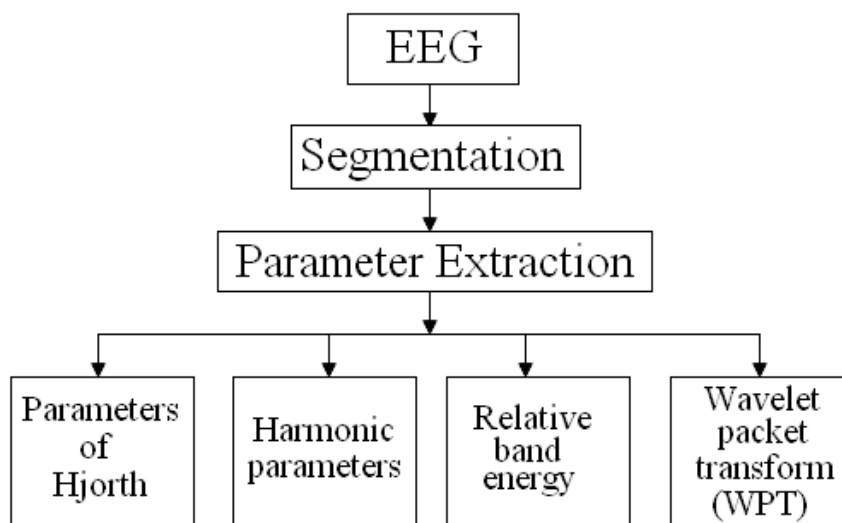 EEG
Segmentation
Parameter Extraction
Parameters
of
Hjorth
Harmonic
parameters
Relative
band
energy
Wavelet
packet
transform
(WPT)